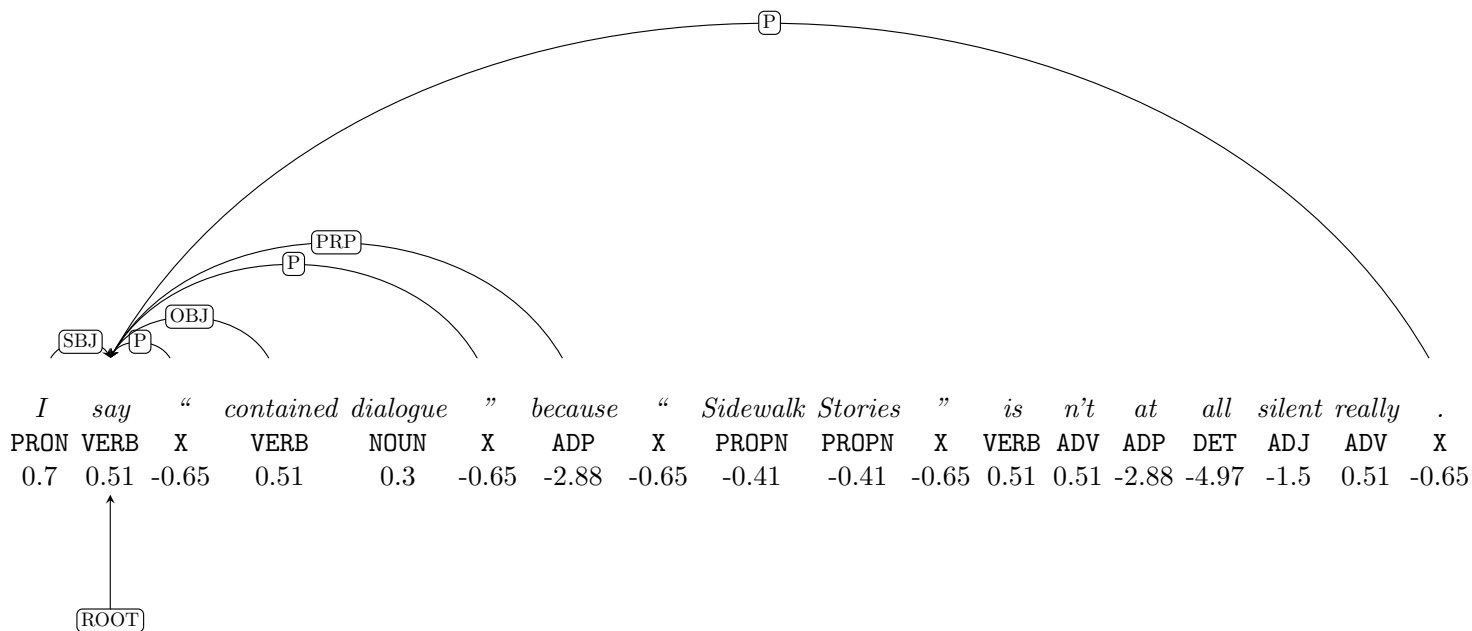 P
PRP
P
OBJ
SBJ P
I say “ contained dialogue ” because “ Sidewalk Stories ” is n't at all silent really .
PRON VERB X VERB NOUN X ADP X PROPN PROPN X VERB ADV ADP DET ADJ ADV X
0.7 0.51 -0.65 0.51 0.3 -0.65 -2.88 -0.65 -0.41 -0.41 -0.65 0.51 0.51 -2.88 -4.97 -1.5 0.51 -0.65
ROOT